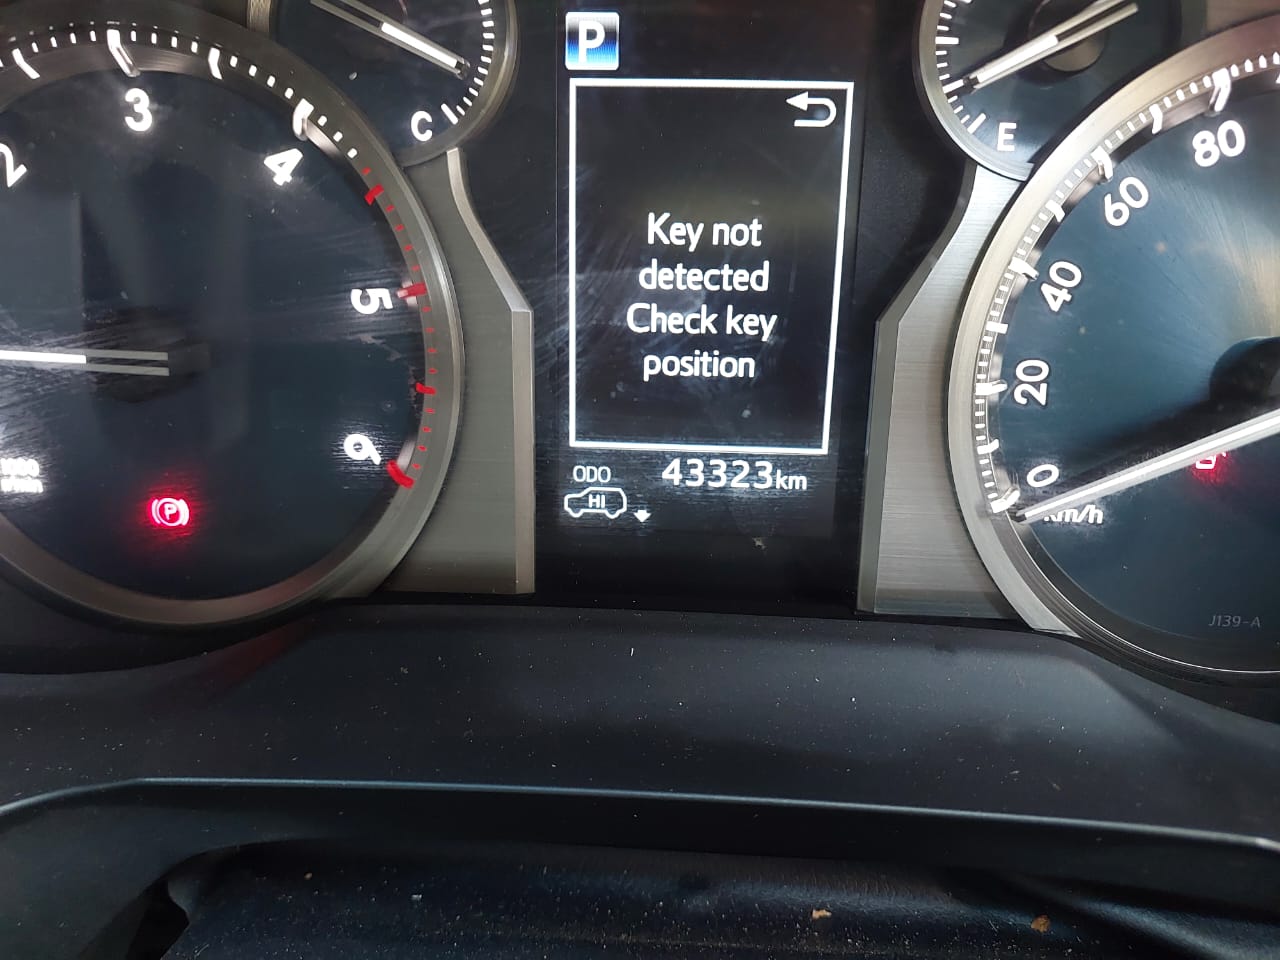 P
Key not
detected
Check key
position
ODO 43323km
HI
2
3
4
5
6
P
C
E
80
60
40
20
0
km/h
J139-A